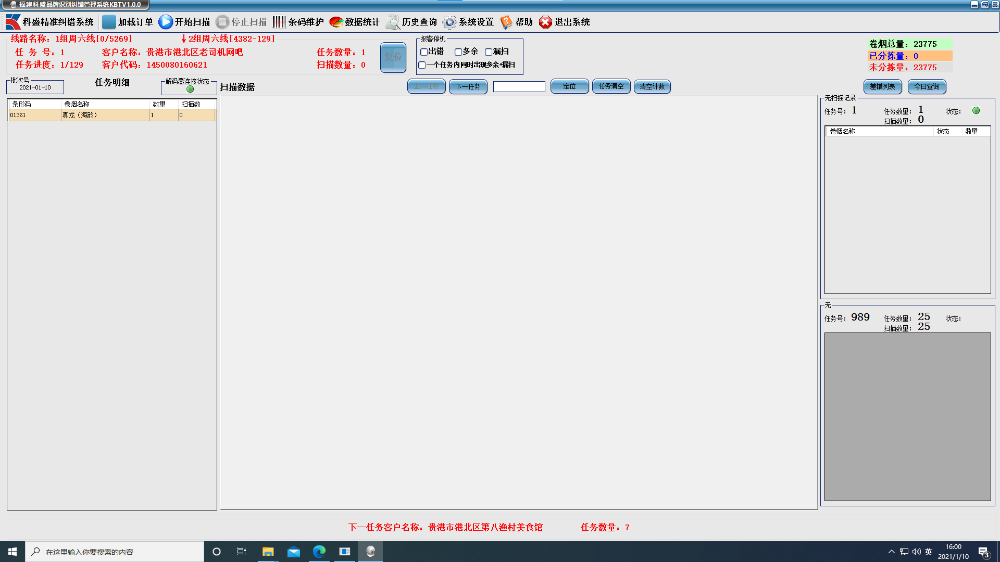 福建科盛品牌识别纠错管理系统KBTV1.0.0
科盛精准纠错系统 加载订单 开始扫描 停止扫描 条码维护 数据统计 历史查询 系统设置 帮助 退出系统
线路名称：1组周六线[0/5269] ↓2组周六线[4382-129]
任 务 号：1 客户名称：贵港市港北区老司机网吧 任务数量：1
任务进度：1/129 客户代码：1450080160621 扫描数量：0
复位
报警停机
出错 多余 漏扫
一个任务内同时出现多余+漏扫
卷烟总量：23775
已分拣量：0
未分拣量：23775
批次号
2021-01-10
任务明细
解码器连接状态
扫描数据
上一任务 下一任务 定位 任务清空 清空计数
差错列表 今日查询
条形码 卷烟名称 数量 扫描数
01361 真龙（海韵） 1 0
无扫描记录
任务号：1 任务数量：1 状态：
扫描数量：0
卷烟名称 状态 数量
无
任务号：989 任务数量：25 状态：
扫描数量：25
下一任务客户名称：贵港市港北区第八渔村美食馆 任务数量：7
在这里输入你要搜索的内容
英
16:00
2021/1/10
3